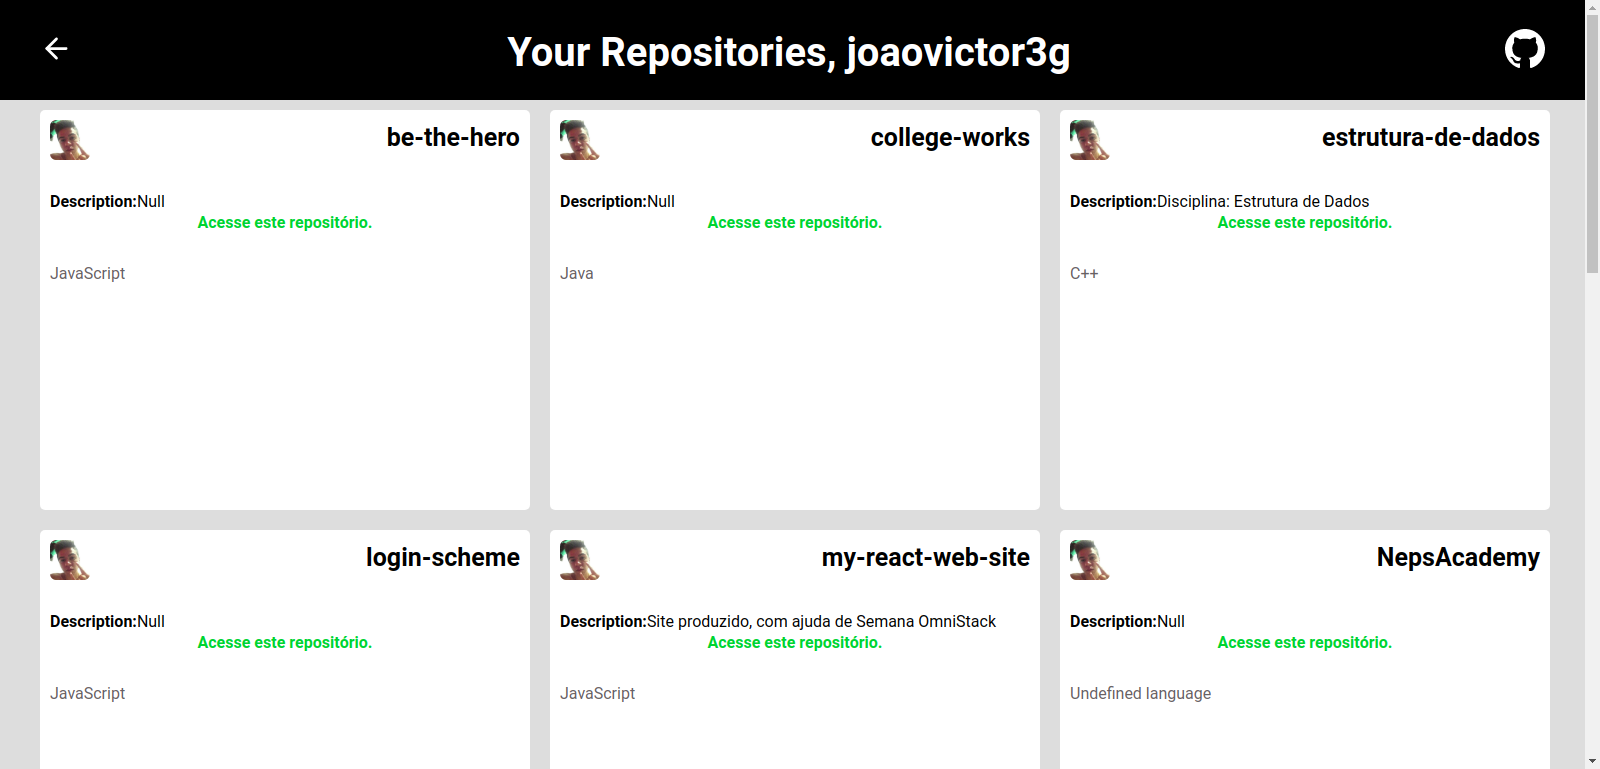 Your Repositories, joaovictor3g
be-the-hero
Description:Null
Acesse este repositório.
JavaScript
college-works
Description:Null
Acesse este repositório.
Java
estrutura-de-dados
Description:Disciplina: Estrutura de Dados
Acesse este repositório.
C++
login-scheme
Description:Null
Acesse este repositório.
JavaScript
my-react-web-site
Description:Site produzido, com ajuda de Semana OmniStack
Acesse este repositório.
JavaScript
NepsAcademy
Description:Null
Acesse este repositório.
Undefined language